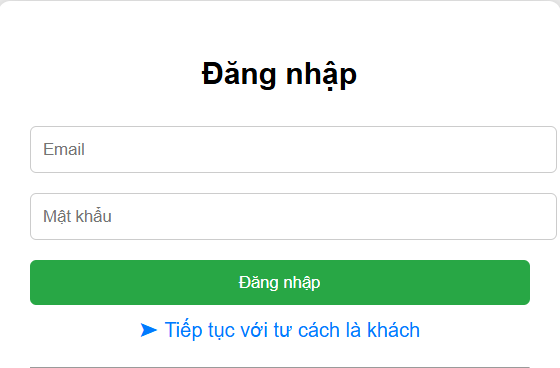 Đăng nhập
Email
Mật khẩu
Đăng nhập
➤ Tiếp tục với tư cách là khách